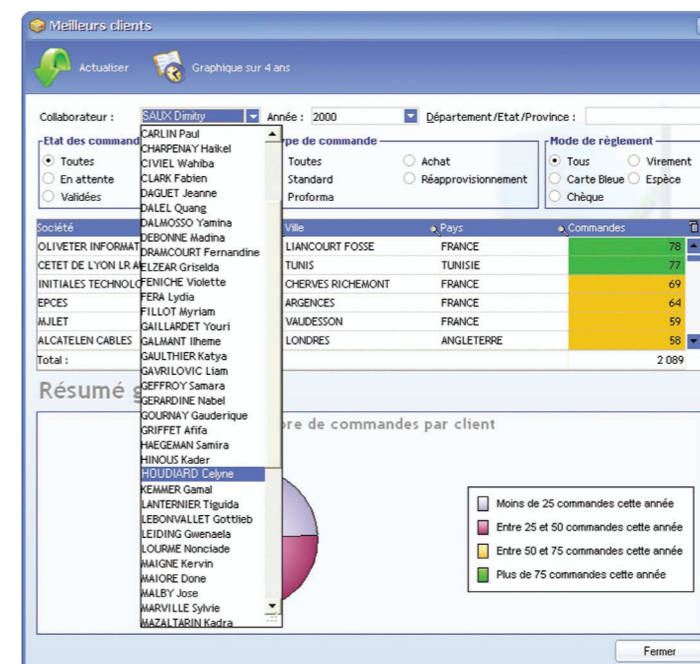 Meilleurs clients
Actualiser Graphique sur 4 ans
Collaborateur : SAUX Dimitry Année : 2000 Département/Etat/Province :
Etat des command
Toutes
En attente
Validées
ype de commande
Toutes Achat
Standard Réapprovisionnement
Proforma
Mode de règlement
Tous Virement
Carte Bleue Espèce
Chèque
Société Ville Pays Commandes
OLIVETER INFORMAT LIANCOURT FOSSE FRANCE 78
CETET DE LYON LR A TUNIS TUNISIE 77
INITIALES TECHNOLO CHERVES RICHEMONT FRANCE 69
EPCES ARGENCES FRANCE 64
MJLET VAUDESSON FRANCE 59
ALCATELEN CABLES LONDRES ANGLETERRE 58
Total : 2 089
CARLIN Paul
CHARPENAY Haikel
CIVIEL Wahiba
CLARK Fabien
DAGUET Jeanne
DALEL Quang
DALMOSSO Yamina
DEBONNE Madina
DRAMCOURT Fernandine
ELZEAR Griselda
FENICHE Violette
FERA Lydia
FILLOT Myriam
GAILLARDET Youri
GALMANT Ilheme
GAULTHIER Katya
GAVRILOVIC Liam
GEFFROY Samara
GERARDINE Nabel
GOURNAY Gauderique
GRIFFET Afifa
HAEGEMAN Samira
HINOUS Kader
HOUDIARD Celyne
KEMMER Gamal
LANTERNIER Tiguida
LEBONVALLET Gottlieb
LEIDING Gwenaela
LOURME Nonciade
MAIGNE Kervin
MAIORE Done
MALBY Jose
MARVILLE Sylvie
MAZALTARIN Kadra
Résumé g
bre de commandes par client
Moins de 25 commandes cette année
Entre 25 et 50 commandes cette année
Entre 50 et 75 commandes cette année
Plus de 75 commandes cette année
Fermer